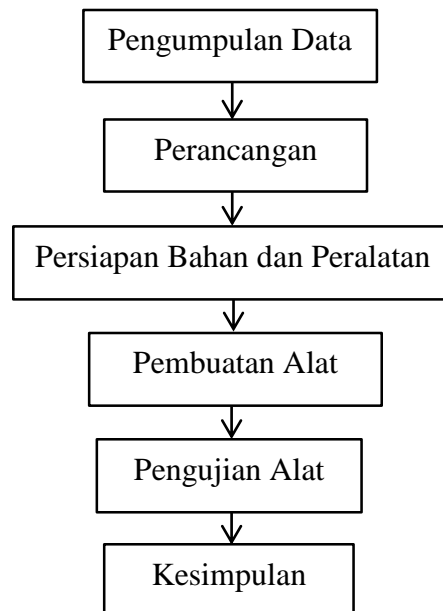 Pengumpulan Data
Perancangan
Persiapan Bahan dan Peralatan
Pembuatan Alat
Pengujian Alat
Kesimpulan